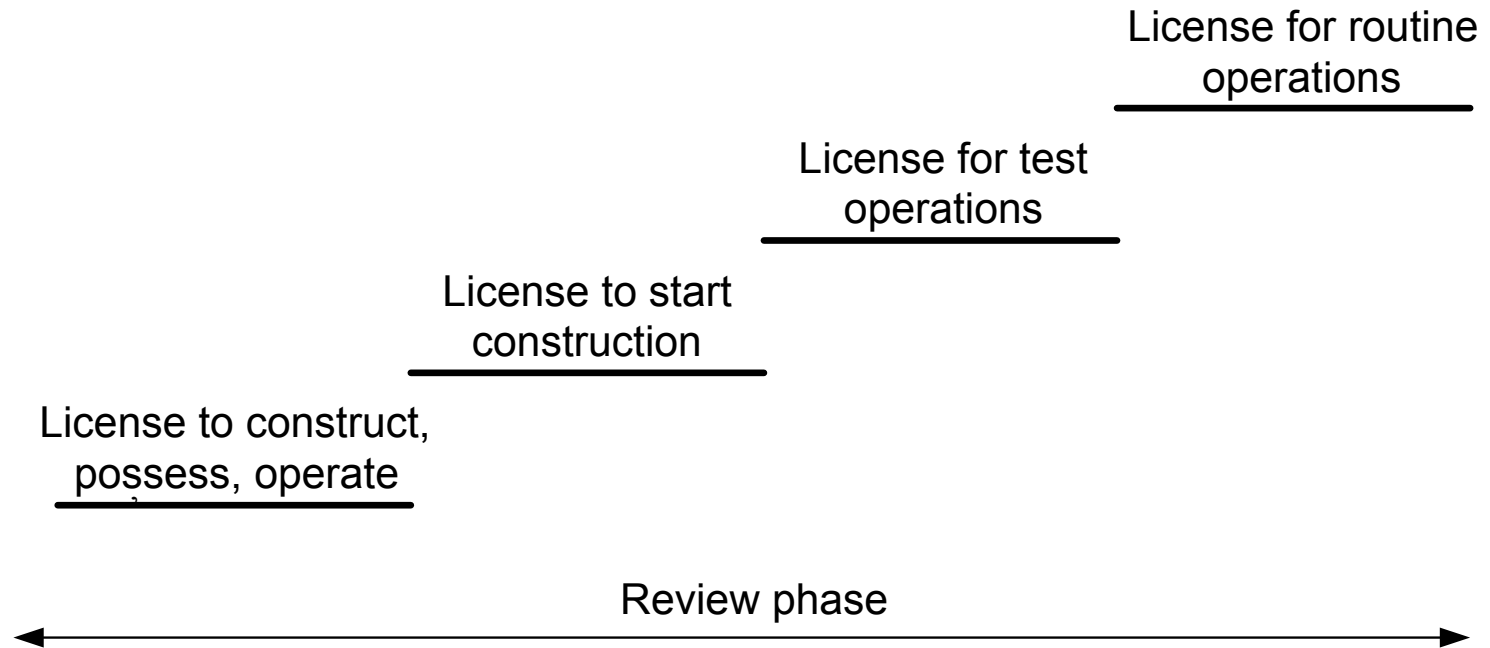 License for routine
operations
License for test
operations
License to start
construction
License to construct,
possess, operate
,
Review phase